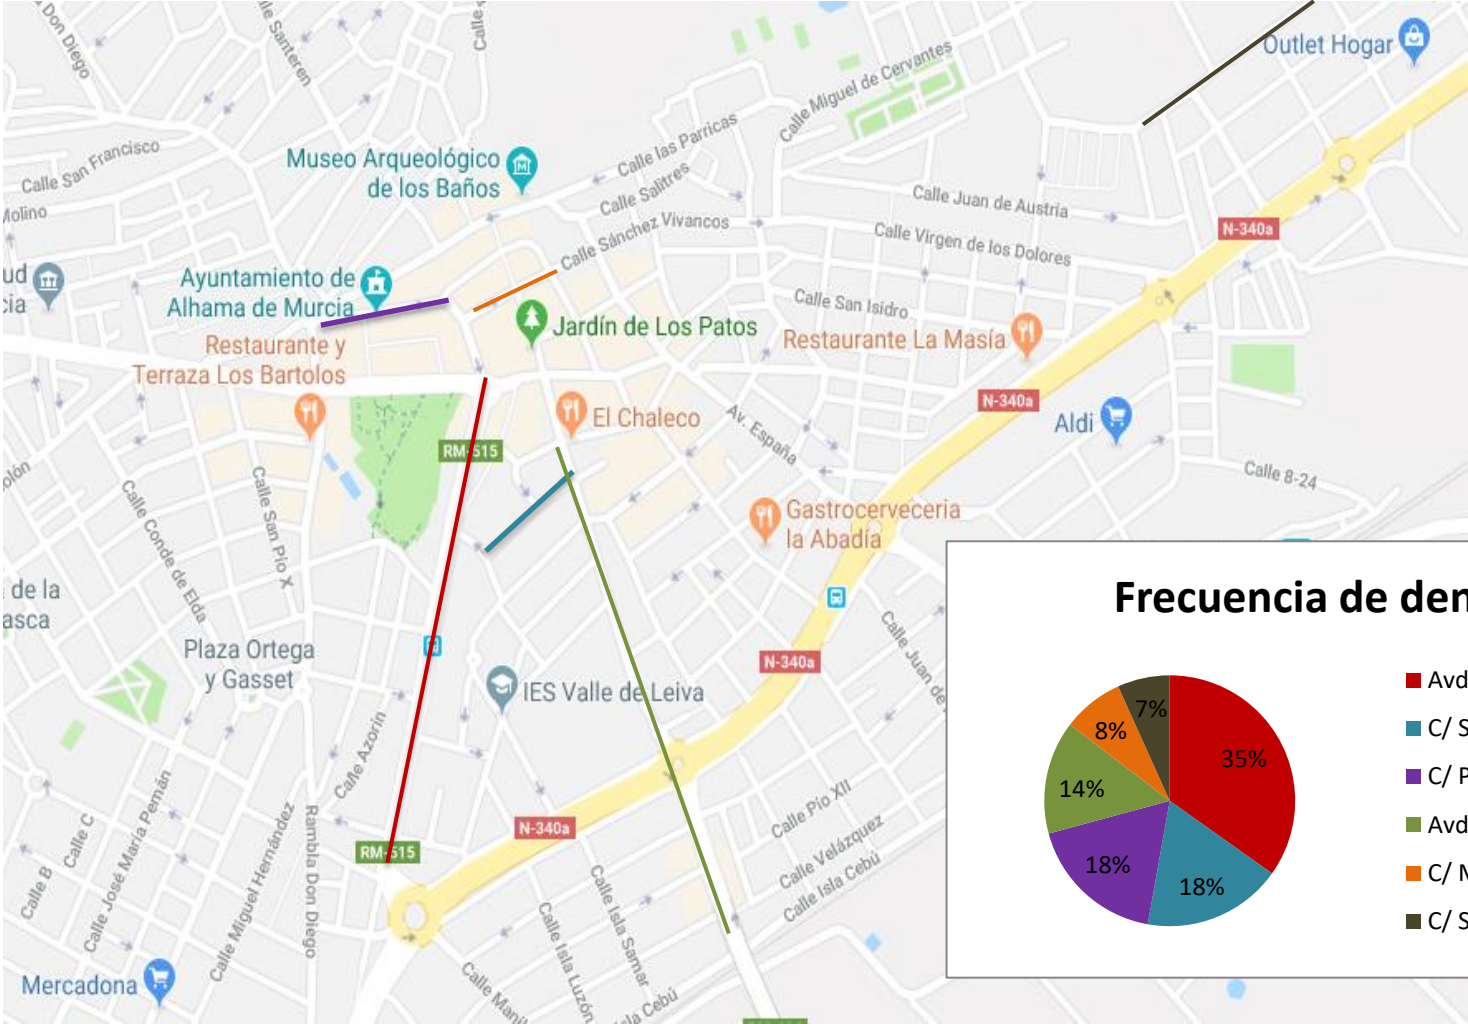 Don Diego
Calle
Calle Miguel de Cervantes
Outlet Hogar
Calle San Francisco
Museo Arqueológico
de los Baños
Calle las Parricas
Calle Salitres
Calle Juan de Austria
Molino
Calle Sánchez Vivancos
Calle Virgen de los Dolores
N-340a
Ayuntamiento de
Alhama de Murcia
Calle San Isidro
Jardín de Los Patos
Restaurante La Masía
Restaurante y
Terraza Los Bartolos
N-340a
El Chaleco
Aldi
Av. España
RM-515
Calle 8-24
Calle Conde de Elda
Calle San Pío X
Gastrocerveceria
la Abadía
de la
Plaza Ortega
y Gasset
Calle Juan de
N-340a
IES Valle de Leiva
Calle Azorín
Calle José María Pemán
Calle Miguel Hernández
Rambla Don Diego
N-340a
RM-515
Calle Pío XII
Calle Velázquez
Calle Isla Cebú
Calle B
Calle C
Calle Isla Samar
Calle Isla Luzón
Mercadona
Isla Cebú
Frecuencia de den
35%
18%
18%
14%
8%
7%
Avd
C/ S
C/ P
Avd
C/ M
C/ S